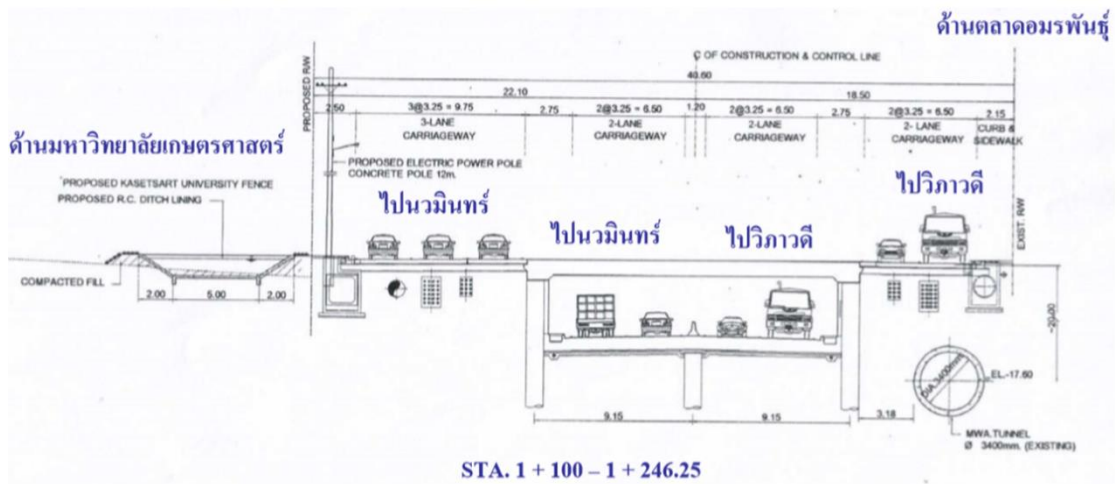 ด้านตลาดอมรพันธุ์
℄ OF CONSTRUCTION & CONTROL LINE
PROPOSED R/W
40.60
22.10
18.50
2.50
3@3.25 = 9.75
2.75
2@3.25 = 6.50
1.20
2@3.25 = 6.50
2.75
2@3.25 = 6.50
2.15
3-LANE
CARRIAGEWAY
2-LANE
CARRIAGEWAY
2-LANE
CARRIAGEWAY
2- LANE
CARRIAGEWAY
CURB &
SIDEWALK
ด้านมหาวิทยาลัยเกษตรศาสตร์
PROPOSED ELECTRIC POWER POLE
CONCRETE POLE 12m.
PROPOSED KASETSART UNIVERSITY FENCE
PROPOSED R.C. DITCH LINING
ไปนวมินทร์
ไปนวมินทร์
ไปวิภาวดี
ไปวิภาวดี
EXIST. R/W
COMPACTED FILL
2.00
5.00
2.00
~20.00
DIA.3400mm.
EL.-17.60
9.15
9.15
3.18
MWA.TUNNEL
Ø 3400mm. (EXISTING)
STA. 1 + 100 – 1 + 246.25